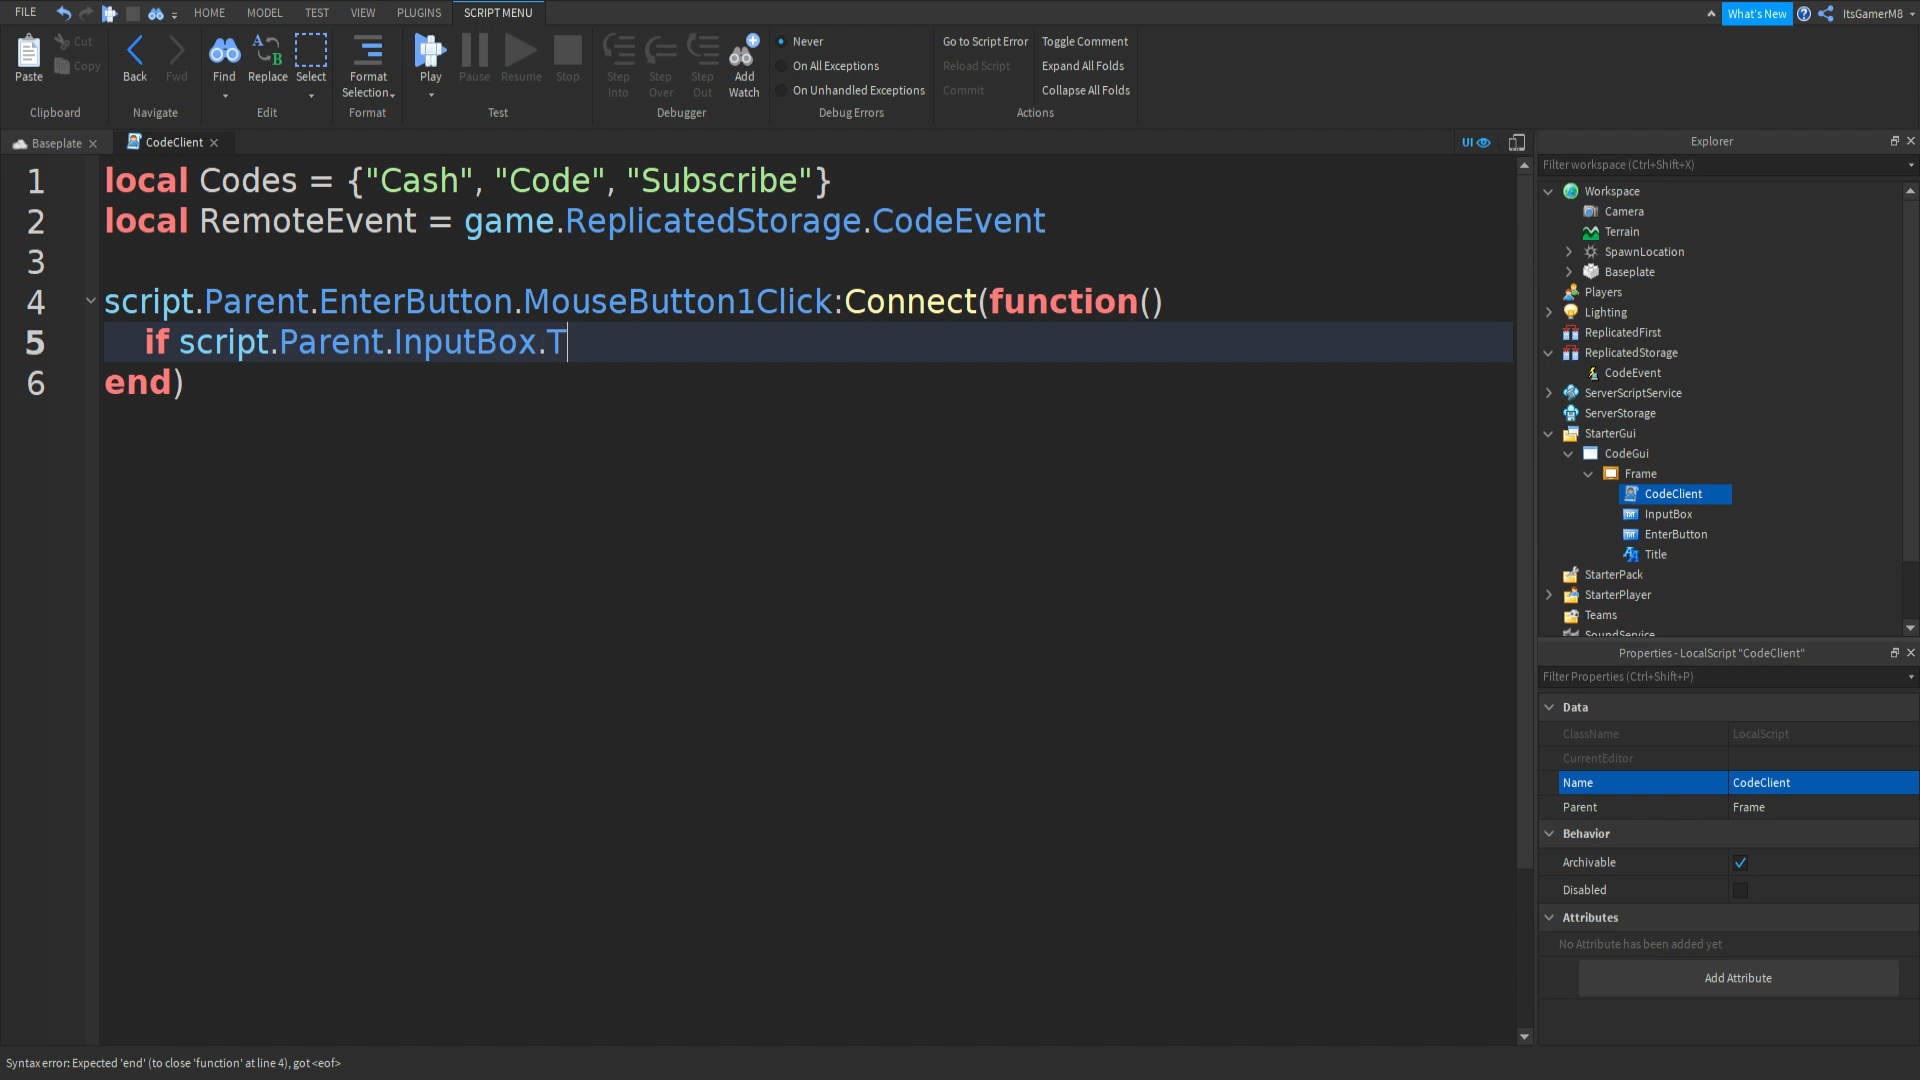 FILE HOME MODEL TEST VIEW PLUGINS SCRIPT MENU What's New ItsGamerM8
Paste
Cut
Copy
Clipboard
Back Fwd
Navigate
Find Replace Select
Edit
Format
Selection
Format
Play Pause Resume Stop
Test
Step
Into
Step
Over
Step
Out
Add
Watch
Debugger
Never
On All Exceptions
On Unhandled Exceptions
Debug Errors
Go to Script Error
Reload Script
Commit
Toggle Comment
Expand All Folds
Collapse All Folds
Actions
Baseplate CodeClient UI
1 local Codes = {"Cash", "Code", "Subscribe"}
2 local RemoteEvent = game.ReplicatedStorage.CodeEvent
3
4 script.Parent.EnterButton.MouseButton1Click:Connect(function()
5 if script.Parent.InputBox.T
6 end)
Explorer
Filter workspace (Ctrl+Shift+X)
Workspace
Camera
Terrain
SpawnLocation
Baseplate
Players
Lighting
ReplicatedFirst
ReplicatedStorage
CodeEvent
ServerScriptService
ServerStorage
StarterGui
CodeGui
Frame
CodeClient
InputBox
EnterButton
Title
StarterPack
StarterPlayer
Teams
SoundService
Properties - LocalScript "CodeClient"
Filter Properties (Ctrl+Shift+P)
Data
ClassName LocalScript
CurrentEditor
Name CodeClient
Parent Frame
Behavior
Archivable
Disabled
Attributes
No Attribute has been added yet
Add Attribute
Syntax error: Expected 'end' (to close 'function' at line 4), got <eof>